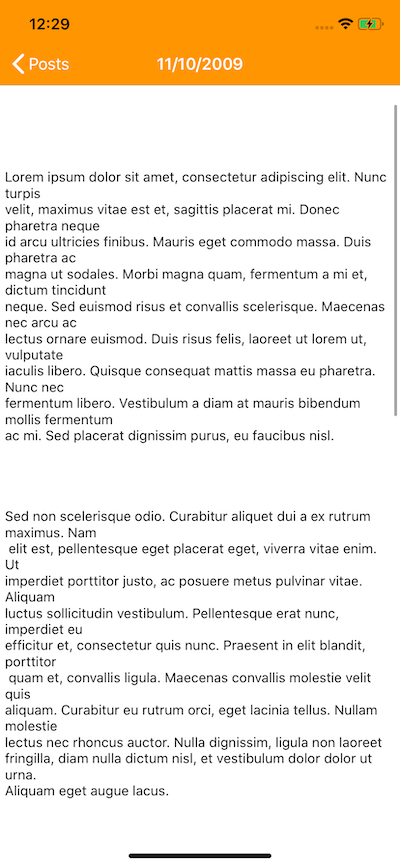 12:29
Posts
11/10/2009
Lorem ipsum dolor sit amet, consectetur adipiscing elit. Nunc
turpis
velit, maximus vitae est et, sagittis placerat mi. Donec
pharetra neque
id arcu ultricies finibus. Mauris eget commodo massa. Duis
pharetra ac
magna ut sodales. Morbi magna quam, fermentum a mi et,
dictum tincidunt
neque. Sed euismod risus et convallis scelerisque. Maecenas
nec arcu ac
lectus ornare euismod. Duis risus felis, laoreet ut lorem ut,
vulputate
iaculis libero. Quisque consequat mattis massa eu pharetra.
Nunc nec
fermentum libero. Vestibulum a diam at mauris bibendum
mollis fermentum
ac mi. Sed placerat dignissim purus, eu faucibus nisl.
Sed non scelerisque odio. Curabitur aliquet dui a ex rutrum
maximus. Nam
elit est, pellentesque eget placerat eget, viverra vitae enim.
Ut
imperdiet porttitor justo, ac posuere metus pulvinar vitae.
Aliquam
luctus sollicitudin vestibulum. Pellentesque erat nunc,
imperdiet eu
efficitur et, consectetur quis nunc. Praesent in elit blandit,
porttitor
quam et, convallis ligula. Maecenas convallis molestie velit
quis
aliquam. Curabitur eu rutrum orci, eget lacinia tellus. Nullam
molestie
lectus nec rhoncus auctor. Nulla dignissim, ligula non laoreet
fringilla, diam nulla dictum nisl, et vestibulum dolor dolor ut
urna.
Aliquam eget augue lacus.